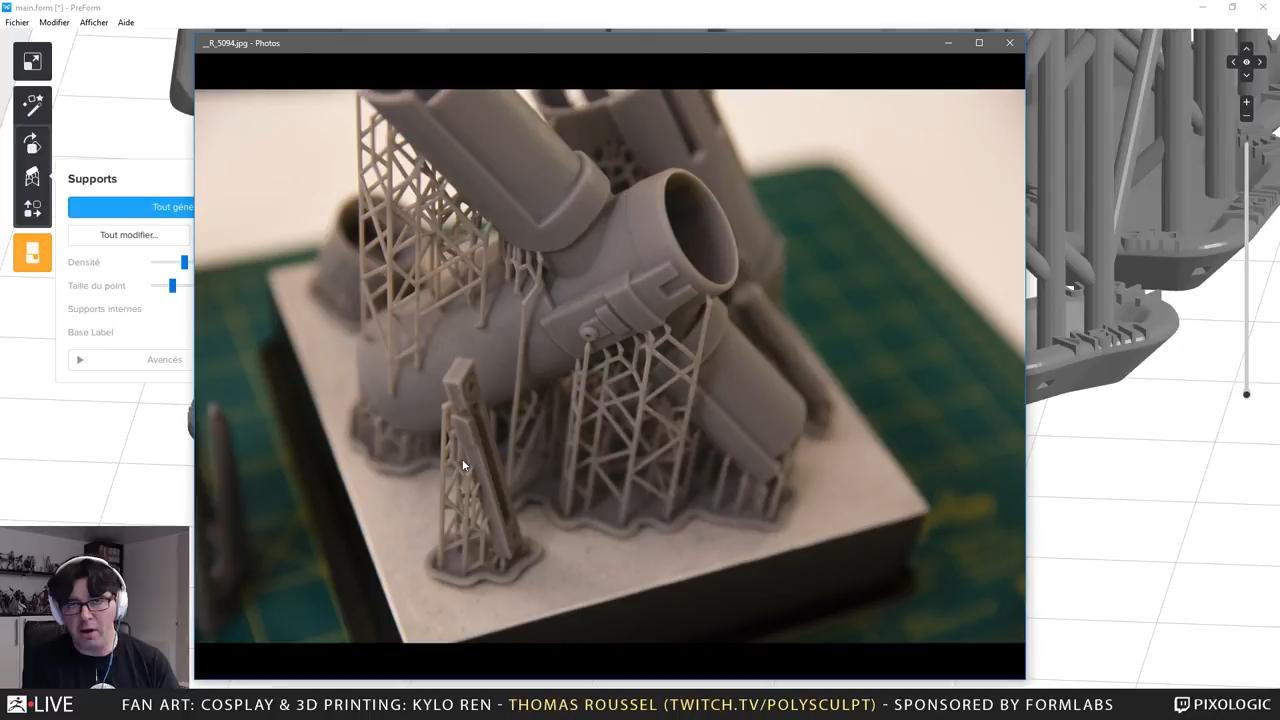 main.form [*] - PreForm
Fichier Modifier Afficher Aide
__R_5094.jpg - Photos
Supports
Tout géné
Tout modifier...
Densité
Taille du point
Supports internes
Base Label
Avancés
LIVE FAN ART: COSPLAY & 3D PRINTING: KYLO REN - THOMAS ROUSSEL (TWITCH.TV/POLYSCULPT) - SPONSORED BY FORMLABS PIXOLOGIC